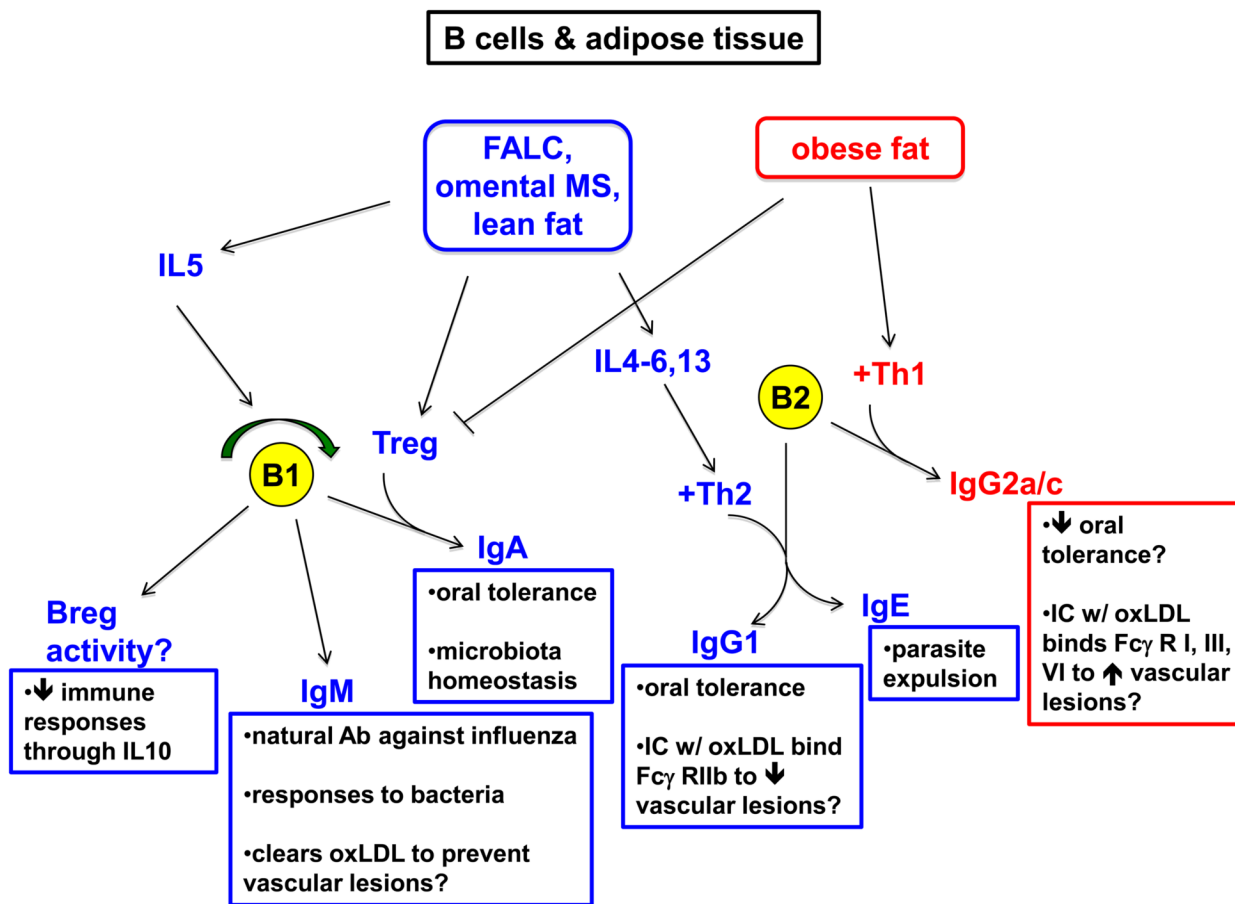 B cells & adipose tissue
FALC,
omental MS,
lean fat
obese fat
IL5
IL4-6,13
+Th1
B2
Treg
B1
+Th2
IgG2a/c
•🡇 oral
tolerance?
•IC w/ oxLDL
binds Fcγ R I, III,
VI to 🡅 vascular
lesions?
IgA
•oral tolerance
•microbiota
homeostasis
IgE
•parasite
expulsion
Breg
activity?
•🡇 immune
responses
through IL10
IgG1
•oral tolerance
•IC w/ oxLDL bind
Fcγ RIIb to 🡇
vascular lesions?
IgM
•natural Ab against influenza
•responses to bacteria
•clears oxLDL to prevent
vascular lesions?